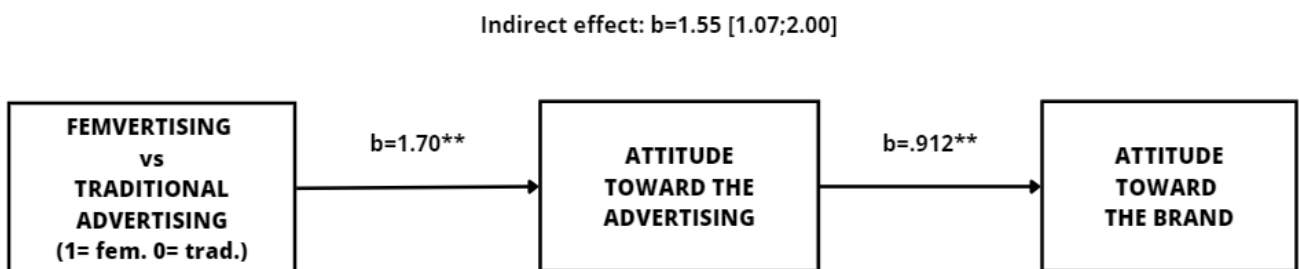 Indirect effect: b=1.55 [1.07;2.00]
FEMVERTISING
vs
TRADITIONAL
ADVERTISING
(1= fem. 0= trad.)
b=1.70**
ATTITUDE
TOWARD THE
ADVERTISING
b=.912**
ATTITUDE
TOWARD
THE BRAND